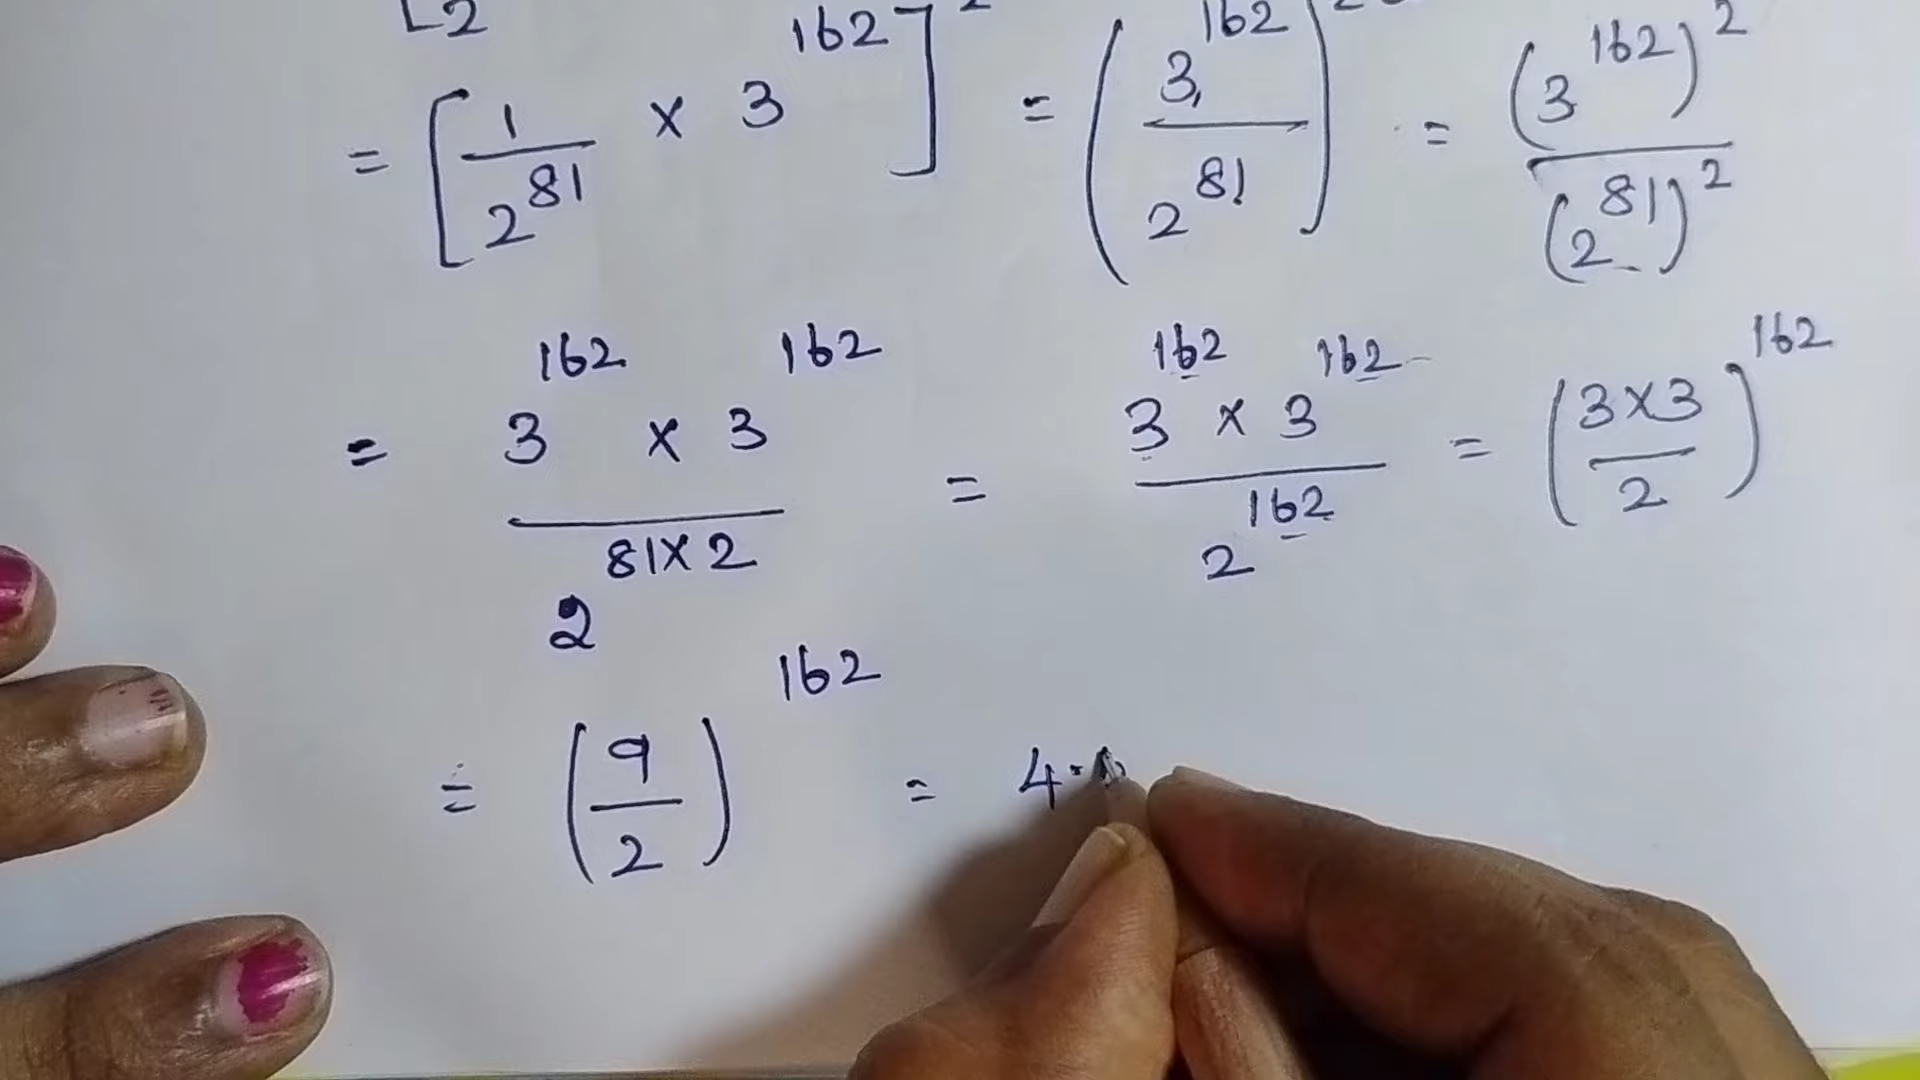 [2
= [1/2^81 × 3^162]^2 = (3^162/2^81)^2 = (3^162)^2/(2^81)^2
= 3^162 × 3^162/2^81×2 = 3^162 × 3^162/2^162 = (3×3/2)^162
= (9/2)^162 = 4.